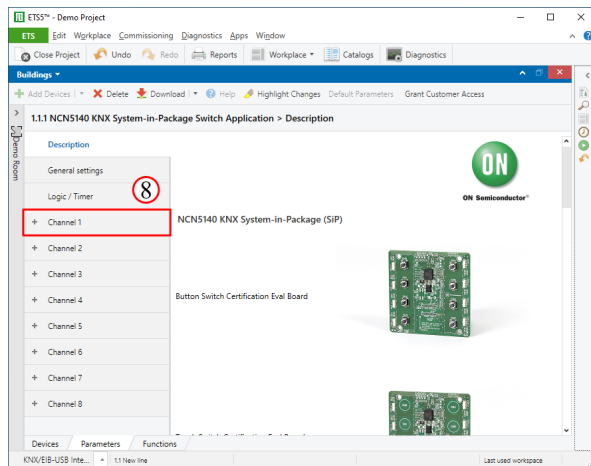 ETS5™ - Demo Project
ETS Edit Workplace Commissioning Diagnostics Apps Window
Close Project Undo Redo Reports Workplace Catalogs Diagnostics
Buildings
Add Devices Delete Download Help Highlight Changes Default Parameters Grant Customer Access
1.1.1 NCN5140 KNX System-in-Package Switch Application > Description
Demo Room
Description
General settings
Logic / Timer
8
ON
ON Semiconductor®
+ Channel 1
NCN5140 KNX System-in-Package (SiP)
+ Channel 2
+ Channel 3
+ Channel 4
Button Switch Certification Eval Board
+ Channel 5
+ Channel 6
+ Channel 7
+ Channel 8
Devices Parameters Functions
KNX/EIB-USB Inte... 1.1 New line Last used workspace